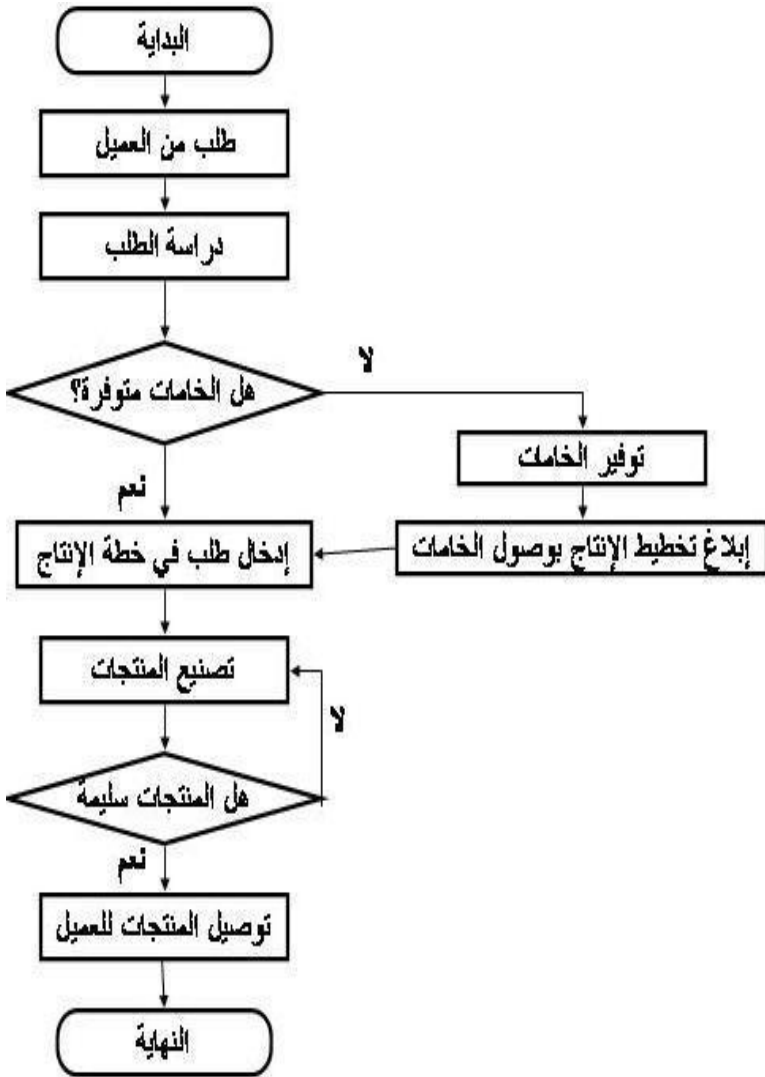 البداية
طلب من العميل
دراسة الطلب
هل الخامات متوفرة؟
لا
توفير الخامات
نعم
إدخال طلب في خطة الإنتاج
إبلاغ تخطيط الإنتاج بوصول الخامات
تصنيع المنتجات
لا
هل المنتجات سليمة
نعم
توصيل المنتجات للعميل
النهاية